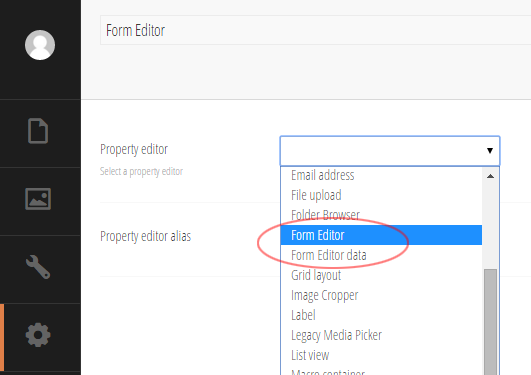 Form Editor
Property editor
Select a property editor
Email address
File upload
Folder Browser
Form Editor
Property editor alias
Form Editor data
Grid layout
Image Cropper
Label
Legacy Media Picker
List view
Macro container